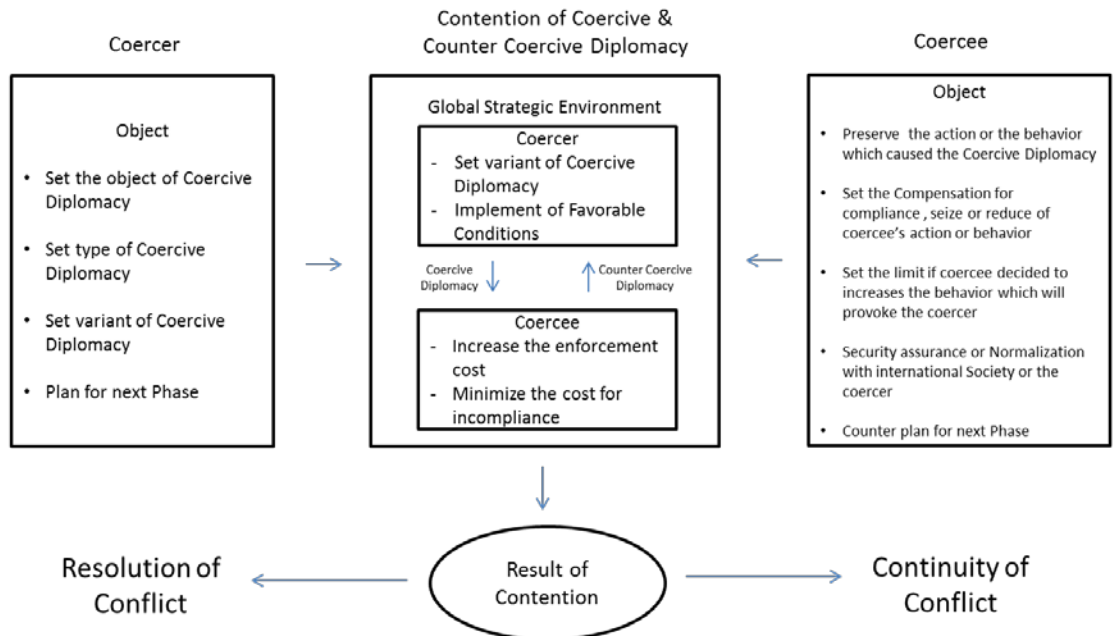 Coercer
Object
• Set the object of Coercive
Diplomacy
• Set type of Coercive
Diplomacy
• Set variant of Coercive
Diplomacy
• Plan for next Phase
Contention of Coercive &
Counter Coercive Diplomacy
Global Strategic Environment
Coercer
- Set variant of Coercive
Diplomacy
- Implement of Favorable
Conditions
Coercive
Diplomacy
Counter Coercive
Diplomacy
Coercee
- Increase the enforcement
cost
- Minimize the cost for
incompliance
Coercee
Object
• Preserve the action or the behavior
which caused the Coercive Diplomacy
• Set the Compensation for
compliance , seize or reduce of
coercee's action or behavior
• Set the limit if coercee decided to
increases the behavior which will
provoke the coercer
• Security assurance or Normalization
with international Society or the
coercer
• Counter plan for next Phase
Resolution of
Conflict
Result of
Contention
Continuity of
Conflict